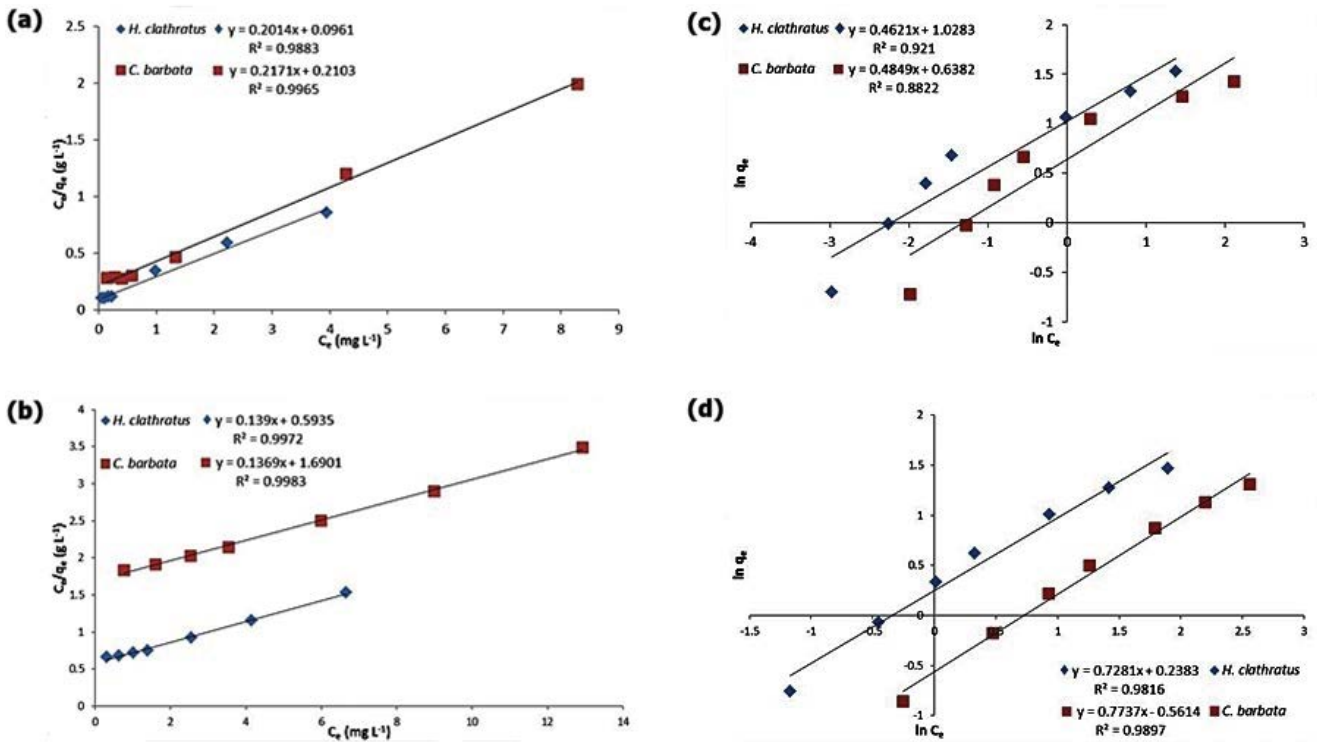 (a)
2.5
2
1.5
1
0.5
0
H. clathratus y = 0.2014x + 0.0961
R² = 0.9883
C. barbata y = 0.2171x + 0.2103
R² = 0.9965
Cₑ/qₑ (g L⁻¹)
0 1 2 3 4 5 6 7 8 9
Cₑ (mg L⁻¹)
(c)
H. clathratus y = 0.4621x + 1.0283
R² = 0.921
C. barbata y = 0.4849x + 0.6382
R² = 0.8822
2
1.5
1
0.5
0
-0.5
-1
ln qₑ
-4 -3 -2 -1 0 1 2 3
ln Cₑ
(b)
4
3.5
3
2.5
2
1.5
1
0.5
0
H. clathratus y = 0.139x + 0.5935
R² = 0.9972
C. barbata y = 0.1369x + 1.6901
R² = 0.9983
Cₑ/qₑ (g L⁻¹)
0 2 4 6 8 10 12 14
Cₑ (mg L⁻¹)
(d)
2
1.5
1
0.5
0
-0.5
-1
ln qₑ
-1.5 -1 -0.5 0 0.5 1 1.5 2 2.5 3
y = 0.7281x + 0.2383 H. clathratus
R² = 0.9816
y = 0.7737x - 0.5614 C. barbata
R² = 0.9897
ln Cₑ